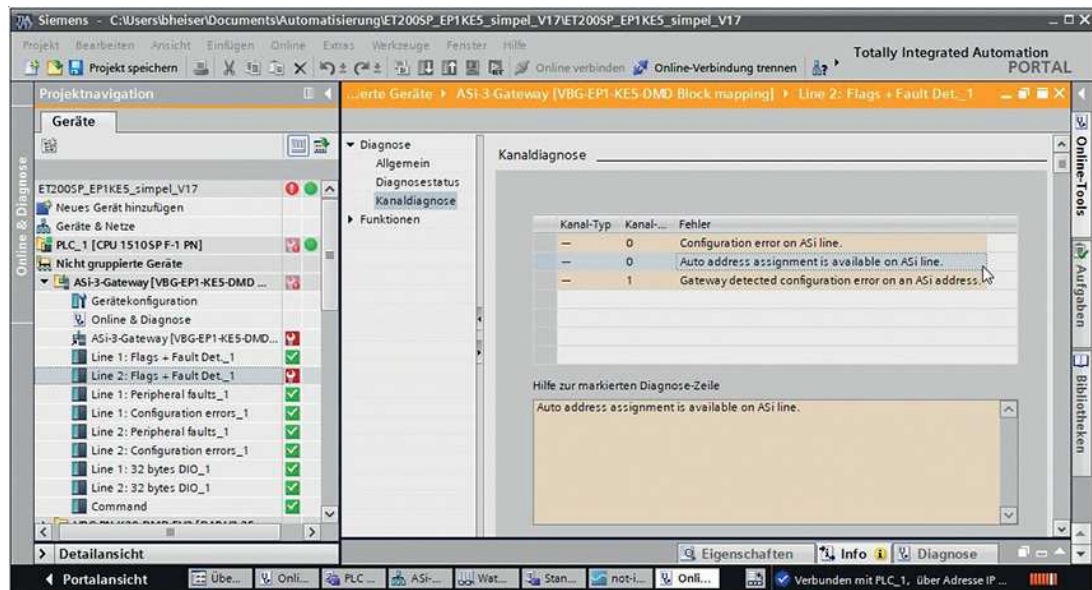 Siemens - C:\Users\bheiser\Documents\Automatisierung\ET200SP_EP1KE5_simpel_V17\ET200SP_EP1KE5_simpel_V17
Projekt Bearbeiten Ansicht Einfügen Online Extras Werkzeuge Fenster Hilfe
Projekt speichern
Online verbinden
Online-Verbindung trennen
Totally Integrated Automation
PORTAL
Projektnavigation
...erte Geräte ▸ ASi-3-Gateway [VBG-EP1-KE5-DMD Block mapping] ▸ Line 2: Flags + Fault Det._1
Geräte
Online & Diagnose
ET200SP_EP1KE5_simpel_V17
Neues Gerät hinzufügen
Geräte & Netze
PLC_1 [CPU 1510SP F-1 PN]
Nicht gruppierte Geräte
ASi-3-Gateway [VBG-EP1-KE5-DMD ...
Gerätekonfiguration
Online & Diagnose
ASi-3-Gateway [VBG-EP1-KE5-DMD...
Line 1: Flags + Fault Det._1
Line 2: Flags + Fault Det._1
Line 1: Peripheral faults_1
Line 1: Configuration errors_1
Line 2: Peripheral faults_1
Line 2: Configuration errors_1
Line 1: 32 bytes DIO_1
Line 2: 32 bytes DIO_1
Command
Detailansicht
Diagnose
Allgemein
Diagnosestatus
Kanaldiagnose
Funktionen
Kanaldiagnose
Kanal-Typ Kanal-... Fehler
— 0 Configuration error on ASi line.
— 0 Auto address assignment is available on ASi line.
— 1 Gateway detected configuration error on an ASi address.
Hilfe zur markierten Diagnose-Zeile
Auto address assignment is available on ASi line.
Online-Tools
Aufgaben
Bibliotheken
Eigenschaften
Info
Diagnose
Portalansicht
Übe...
Onli...
PLC ...
ASi-...
Wat...
Stan...
not-i...
Onli...
Verbunden mit PLC_1, über Adresse IP ...